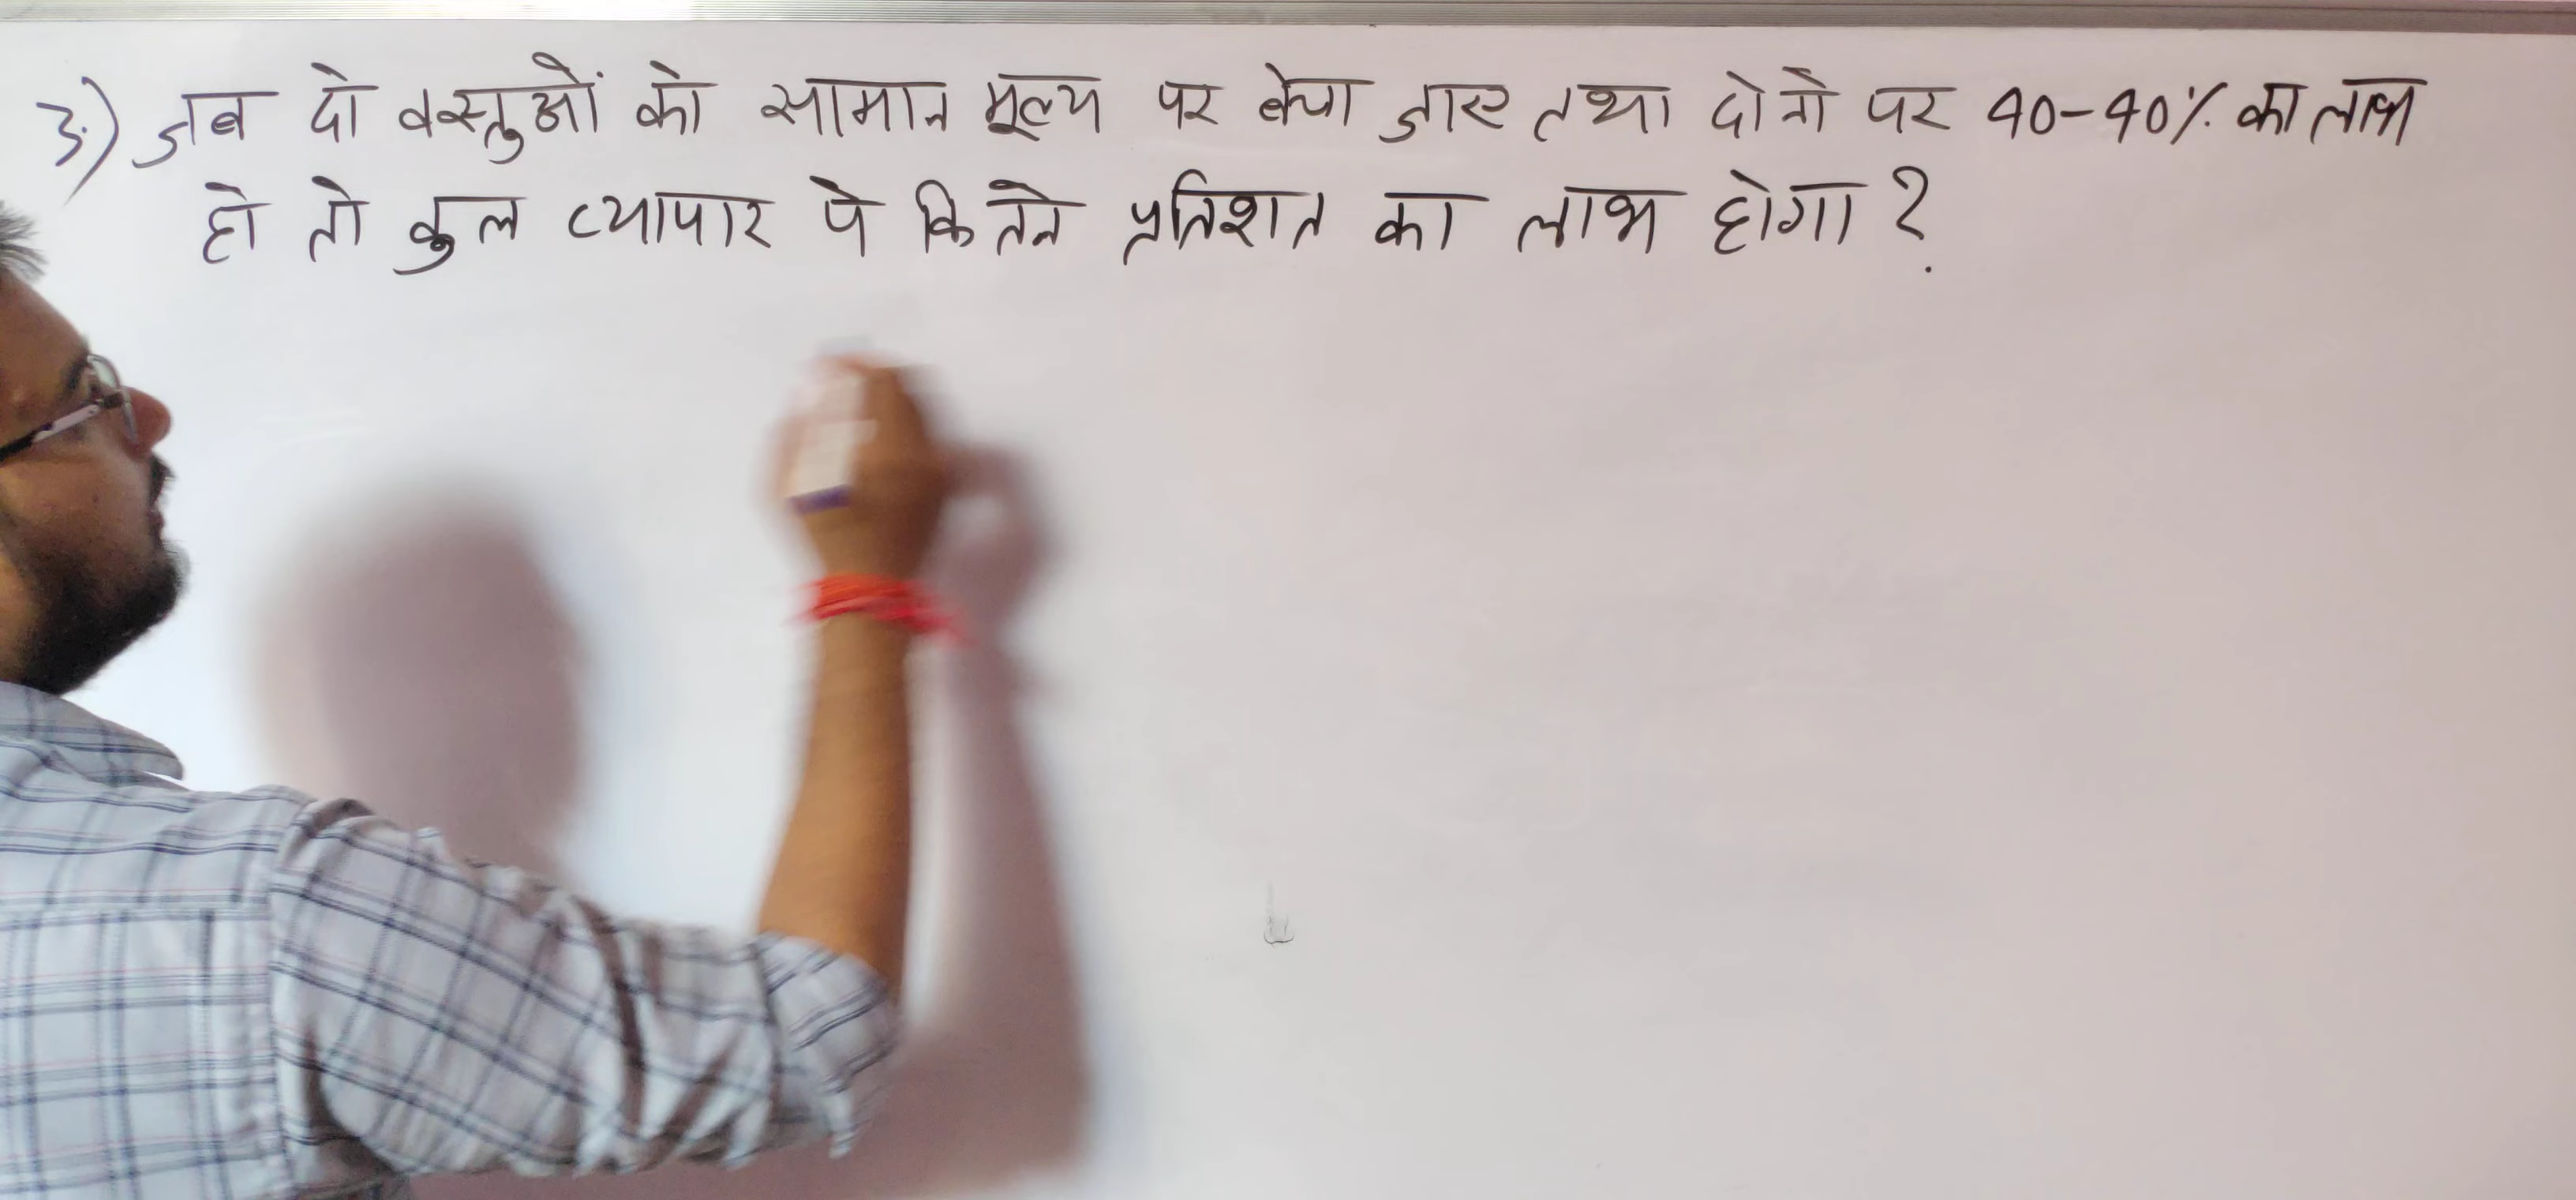 3.) जब दो वस्तुओं को सामान मूल्य पर बेचा जाए तथा दोनो पर 40-40% का लाभ
हो तो कुल व्यापार पे कितने प्रतिशत का लाभ होगा ?